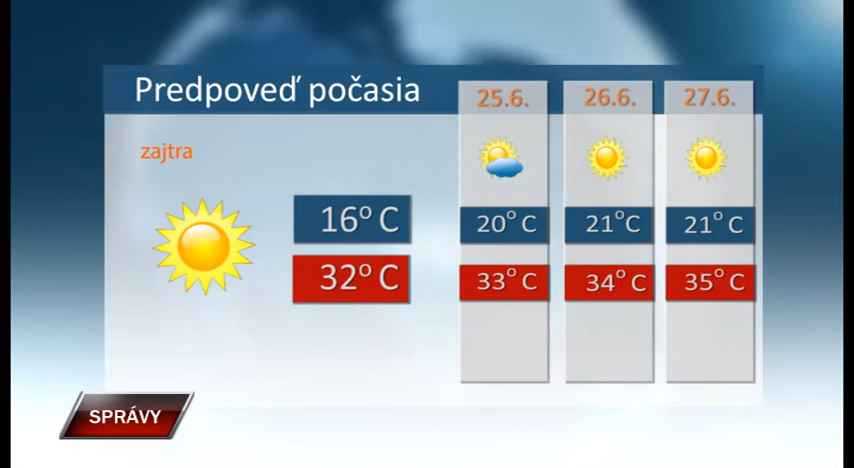 Predpoveď počasia
zajtra
16° C
32° C
25.6.
26.6.
27.6.
20° C
21°C
21° C
33° C
34° C
35° C
SPRÁVY